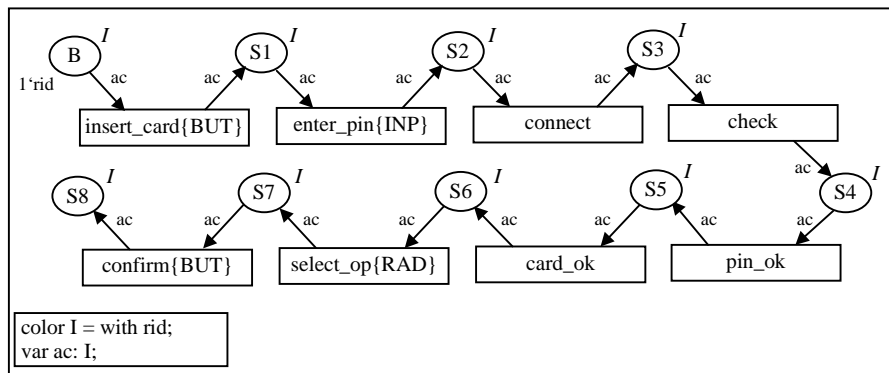 I I I I
B S1 S2 S3
ac ac ac ac ac ac ac
1‘rid
insert_card{BUT} enter_pin{INP} connect check
ac
I I I I I
S8 S7 S6 S5 S4
ac ac ac ac ac ac ac ac
confirm{BUT} select_op{RAD} card_ok pin_ok
color I = with rid;
var ac: I;